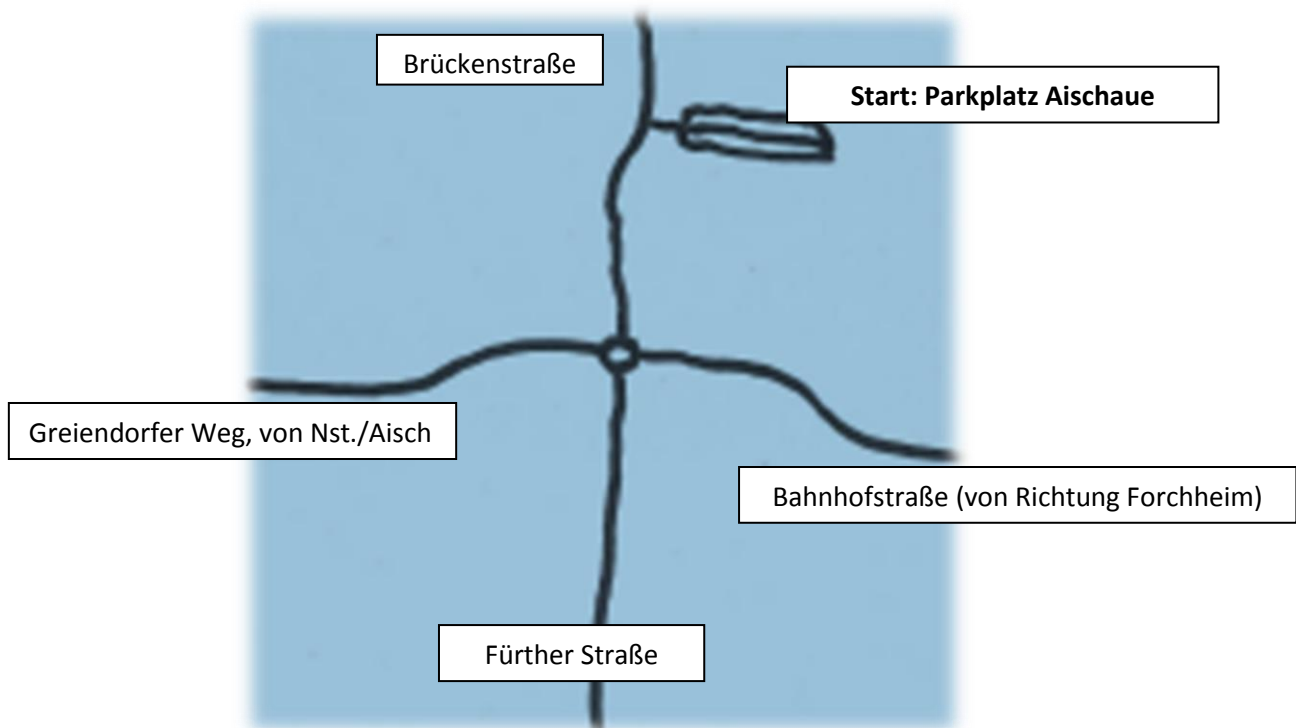 Brückenstraße
Start: Parkplatz Aischaue
Greiendorfer Weg, von Nst./Aisch
Bahnhofstraße (von Richtung Forchheim)
Fürther Straße